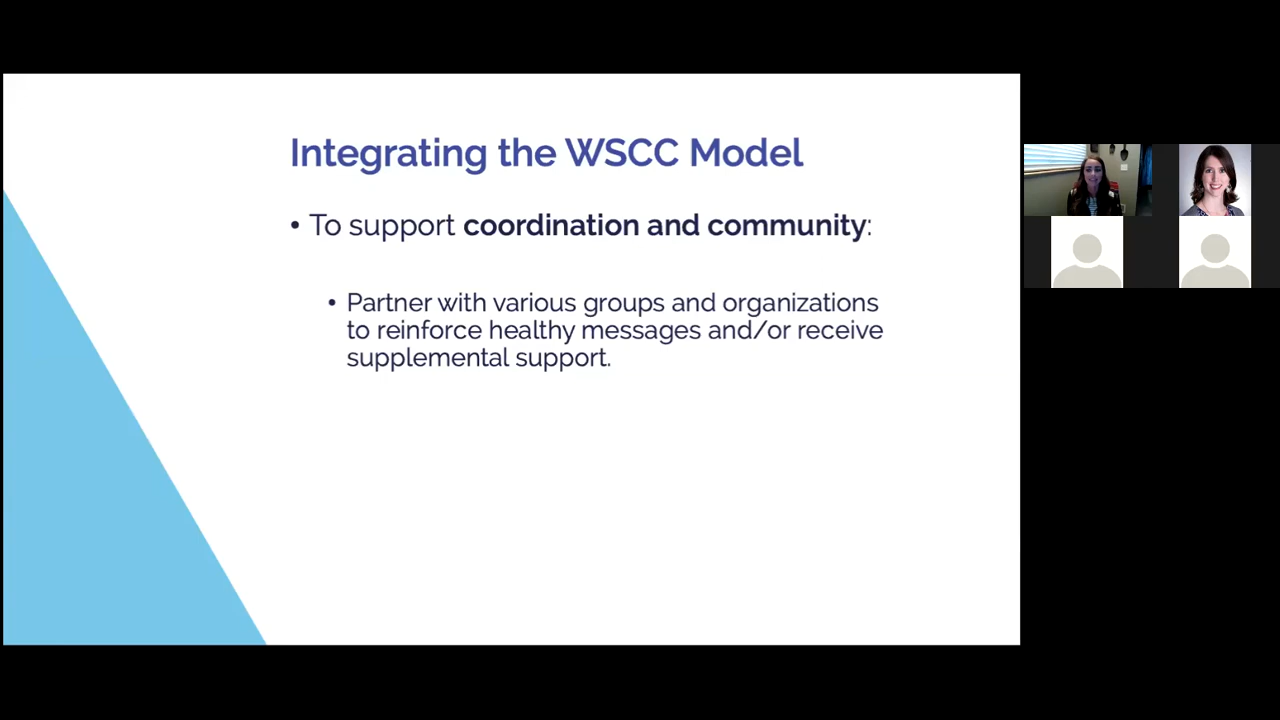 Integrating the WSCC Model
• To support coordination and community:
• Partner with various groups and organizations
to reinforce healthy messages and/or receive
supplemental support.